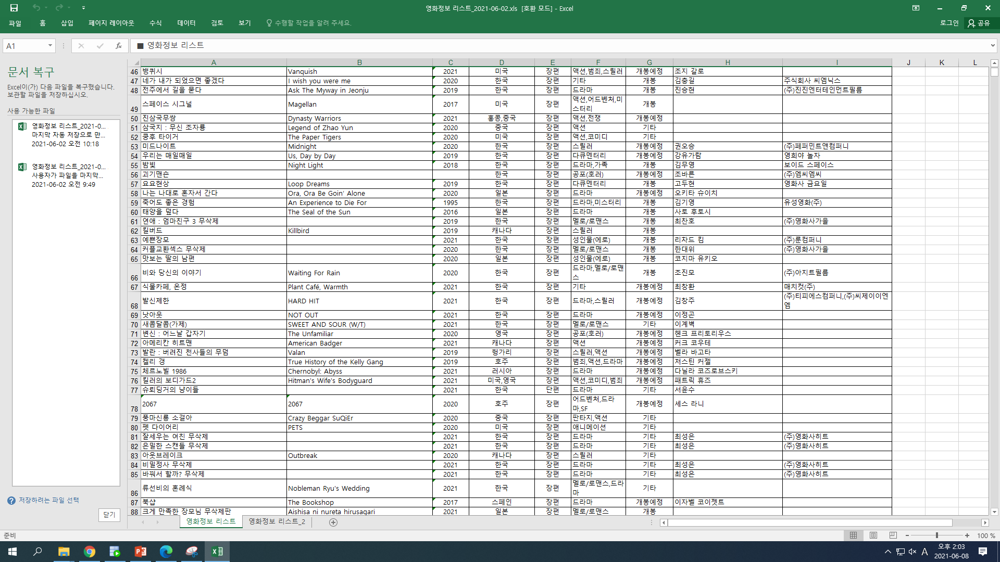 영화정보 리스트_2021-06-02.xls [호환 모드] - Excel
파일 홈 삽입 페이지 레이아웃 수식 데이터 검토 보기 수행할 작업을 알려 주세요. 로그인 공유
A1 fx ■ 영화정보 리스트
문서 복구
Excel이(가) 다음 파일을 복구했습니다.
보관할 파일을 저장하십시오.
사용 가능한 파일
영화정보 리스트_2021-0...
마지막 자동 저장으로 만...
2021-06-02 오전 10:18
영화정보 리스트_2021-0...
사용자가 파일을 마지막...
2021-06-02 오전 9:49
저장하려는 파일 선택
닫기
A B C D E F G H I J K L
46 뱅퀴시 Vanquish 2021 미국 장편 액션,범죄,스릴러 개봉예정 조지 갈로
47 네가 내가 되었으면 좋겠다 I wish you were me 2020 한국 장편 기타 개봉 김충길 주식회사 씨엠닉스
48 전주에서 길을 묻다 Ask The Myway in Jeonju 2019 한국 장편 드라마 개봉 진승현 (주)진진엔터테인먼트필름
49 스페이스 시그널 Magellan 2017 미국 장편 액션,어드벤처,미
스터리 개봉
50 진삼국무쌍 Dynasty Warriors 2021 홍콩,중국 장편 액션,전쟁 개봉예정
51 삼국지 : 무신 조자룡 Legend of Zhao Yun 2020 중국 장편 액션 기타
52 쿵후 타이거 The Paper Tigers 2020 미국 장편 액션,코미디 기타
53 미드나이트 Midnight 2020 한국 장편 스릴러 개봉예정 권오승 (주)페퍼민트앤컴퍼니
54 우리는 매일매일 Us, Day by Day 2019 한국 장편 다큐멘터리 개봉예정 강유가람 영희야 놀자
55 밤빛 Night Light 2018 한국 장편 드라마,가족 개봉 김무영 보이드 스페이스
56 괴기맨숀 한국 장편 공포(호러) 개봉예정 조바른 (주)엠씨엠씨
57 요요현상 Loop Dreams 2019 한국 장편 다큐멘터리 개봉 고두현 영화사 금요일
58 나는 나대로 혼자서 간다 Ora, Ora Be Goin' Alone 2020 일본 장편 드라마 개봉예정 오키타 슈이치
59 죽어도 좋은 경험 An Experience to Die For 1995 한국 장편 드라마,미스터리 개봉 김기영 유성영화(주)
60 태양을 덮다 The Seal of the Sun 2016 일본 장편 드라마 개봉 사토 후토시
61 연애 : 엄마친구 3 무삭제 2019 한국 장편 멜로/로맨스 개봉 최찬호 (주)영화사가을
62 킬버드 Killbird 2019 캐나다 장편 스릴러 개봉
63 예쁜장모 2021 한국 장편 성인물(에로) 개봉 리차드 킴 (주)룬컴퍼니
64 커플교환섹스 무삭제 2020 한국 장편 멜로/로맨스 개봉 한대위 (주)영화사가을
65 맛보는 딸의 남편 2020 일본 장편 성인물(에로) 개봉 코지마 유키오
66 비와 당신의 이야기 Waiting For Rain 2020 한국 장편 드라마,멜로/로맨
스 개봉 조진모 (주)아지트필름
67 식물카페, 온정 Plant Café, Warmth 2021 한국 장편 기타 개봉예정 최창환 매치컷(주)
68 발신제한 HARD HIT 2021 한국 장편 드라마,스릴러 개봉예정 김창주 (주)티피에스컴퍼니,(주)씨제이이엔
엠
69 낫아웃 NOT OUT 2021 한국 장편 드라마 개봉예정 이정곤
70 새콤달콤(가제) SWEET AND SOUR (W/T) 2021 한국 장편 멜로/로맨스 기타 이계벽
71 변신 : 어느날 갑자기 The Unfamiliar 2020 영국 장편 공포(호러) 개봉예정 헨크 프리토리우스
72 아메리칸 히트맨 American Badger 2021 캐나다 장편 액션 개봉예정 커크 코우테
73 발란 : 버려진 천사들의 무덤 Valan 2019 헝가리 장편 스릴러,액션 개봉예정 벨라 바고타
74 켈리 갱 True History of the Kelly Gang 2019 호주 장편 범죄,액션,드라마 개봉예정 저스틴 커젤
75 체르노빌 1986 Chernobyl: Abyss 2021 러시아 장편 드라마 개봉예정 다닐라 코즈로브스키
76 킬러의 보디가드2 Hitman's Wife's Bodyguard 2021 미국,영국 장편 액션,코미디,범죄 개봉예정 패트릭 휴즈
77 슈뢰딩거의 냥이들 2021 한국 단편 드라마 기타 서윤수
78 2067 2067 2020 호주 장편 어드벤처,드라
마,SF 개봉예정 세스 라니
79 풍마신룡 소걸아 Crazy Beggar SuQiEr 2020 중국 장편 판타지,액션 기타
80 펫 다이어리 PETS 2020 미국 장편 애니메이션 기타
81 잘세우는 여친 무삭제 2021 한국 장편 드라마 기타 최성은 (주)영화사히트
82 은밀한 스캔들 무삭제 2021 한국 장편 드라마 기타 최성은 (주)영화사히트
83 아웃브레이크 Outbreak 2020 캐나다 장편 스릴러 기타
84 비밀정사 무삭제 2021 한국 장편 드라마 기타 최성은 (주)영화사히트
85 바꿔서 할까? 무삭제 2021 한국 장편 드라마 기타 최성은 (주)영화사히트
86 류선비의 혼례식 Nobleman Ryu's Wedding 2021 한국 장편 멜로/로맨스,드라
마 기타
87 북샵 The Bookshop 2017 스페인 장편 드라마 개봉예정 이자벨 코이젯트
88 크게 만족한 장모님 무삭제판 Aishisa ni nureta hirusagari 2021 일본 장편 멜로/로맨스 개봉
영화정보 리스트 영화정보 리스트_2
준비 100 %
A 오후 2:03
2021-06-08